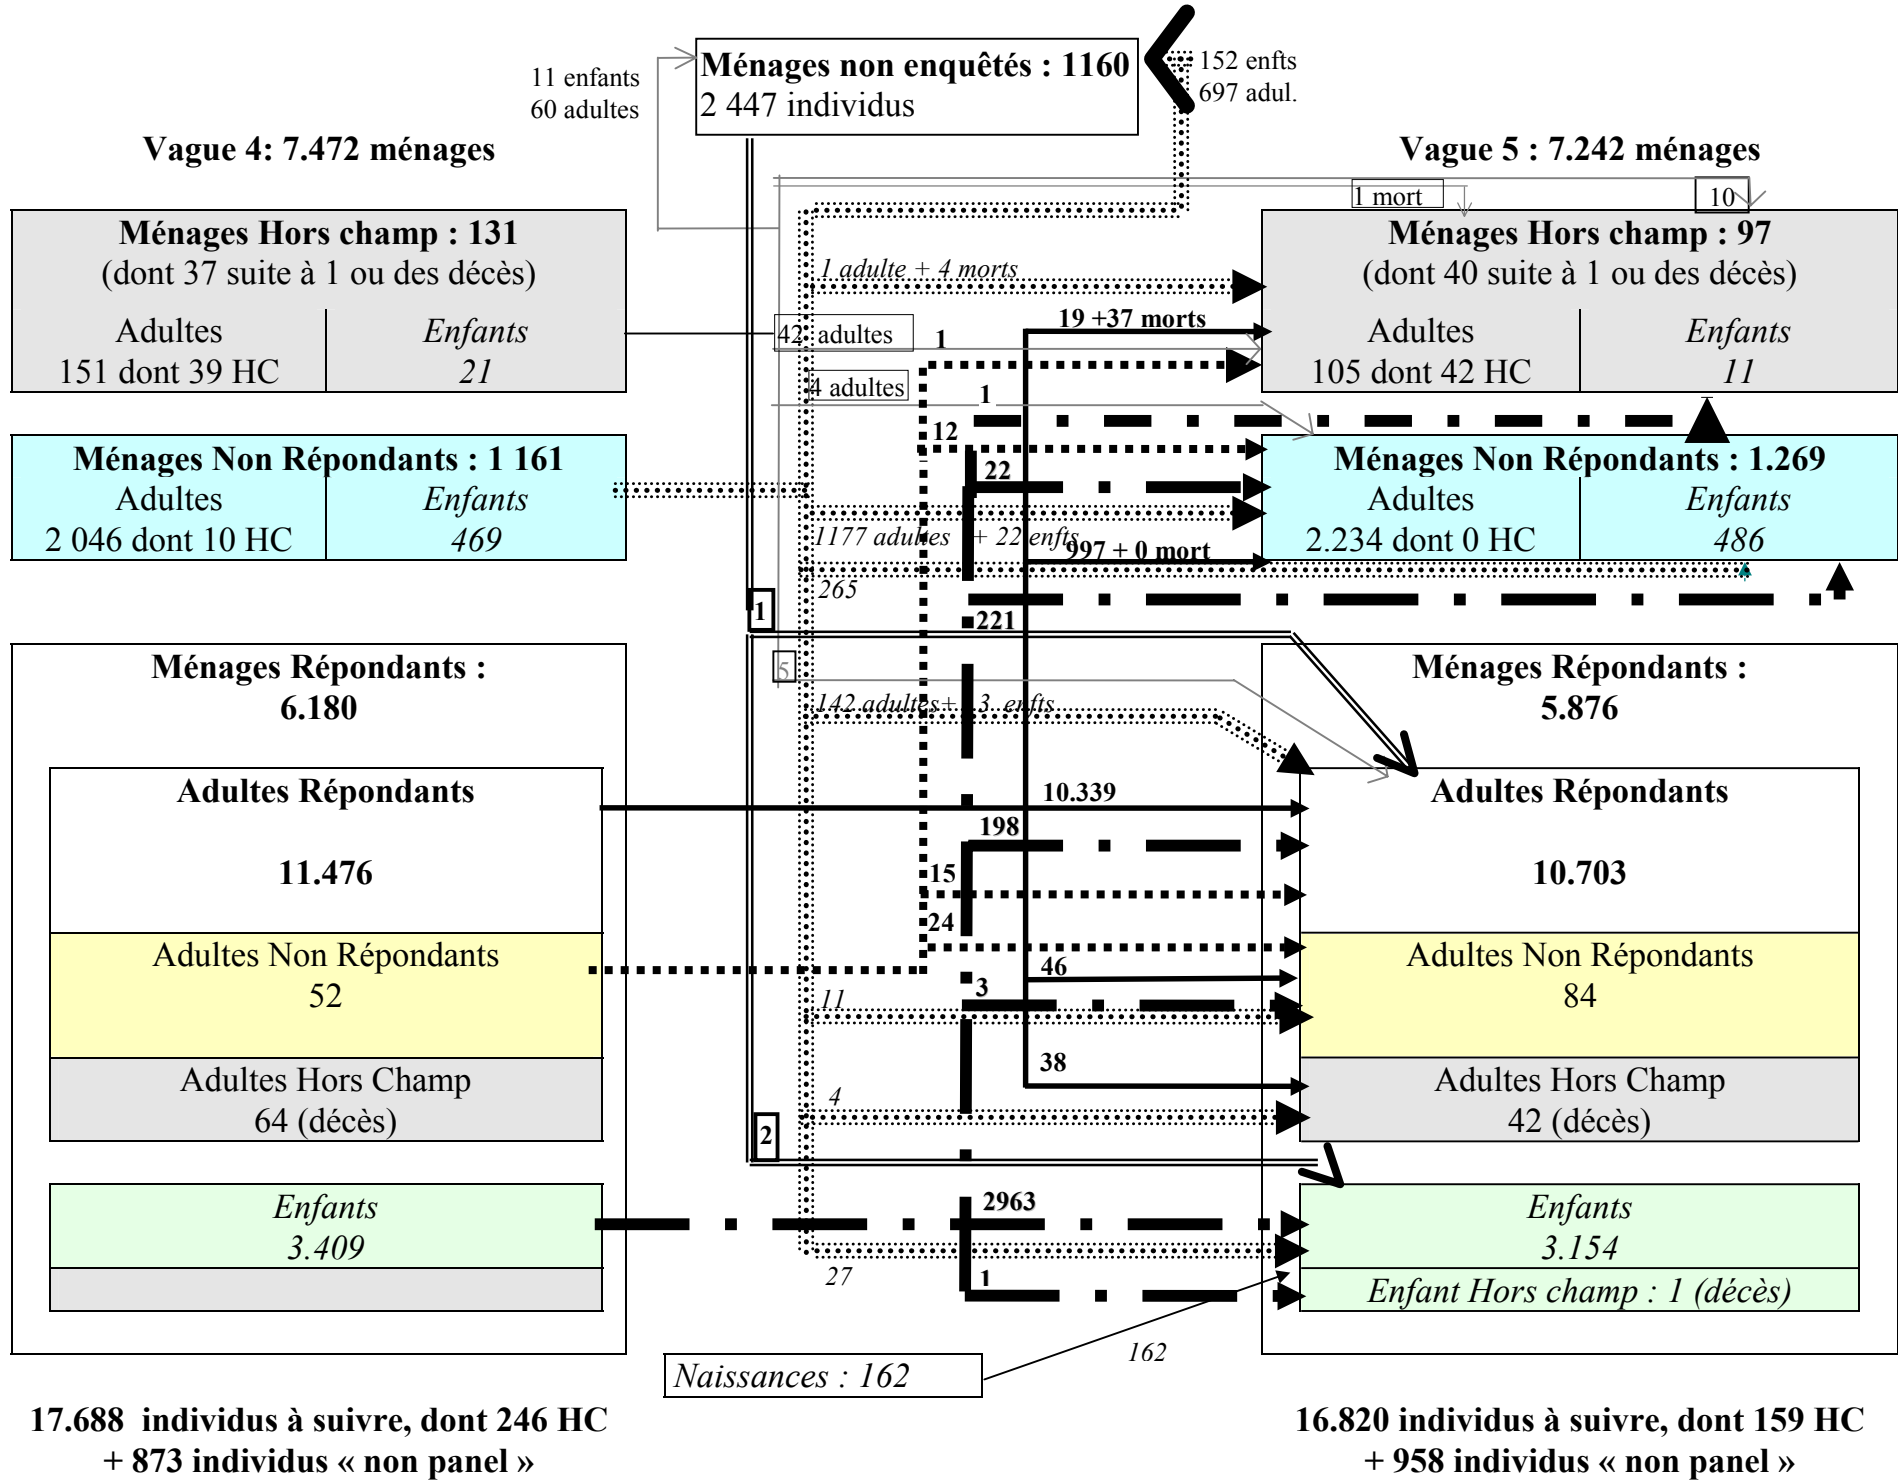 Ménages non enquêtés : 1160
2 447 individus
11 enfants
60 adultes
152 enfts
697 adul.
Vague 4: 7.472 ménages
Vague 5 : 7.242 ménages
Ménages Hors champ : 131
(dont 37 suite à 1 ou des décès)
Adultes
151 dont 39 HC
Enfants
21
Ménages Non Répondants : 1 161
Adultes
2 046 dont 10 HC
Enfants
469
Ménages Répondants :
6.180
Adultes Répondants
11.476
Adultes Non Répondants
52
Adultes Hors Champ
64 (décès)
Enfants
3.409
17.688 individus à suivre, dont 246 HC
+ 873 individus « non panel »
1 mort
10
1 adulte + 4 morts
19 +37 morts
42 adultes
1
4 adultes
1
12
22
1177 adultes + 22 enfts
997 + 0 mort
265
1
221
5
142 adultes+ 3 enfts
10.339
198
15
24
46
3
11
38
4
2
2963
27
1
162
Naissances : 162
Ménages Hors champ : 97
(dont 40 suite à 1 ou des décès)
Adultes
105 dont 42 HC
Enfants
11
Ménages Non Répondants : 1.269
Adultes
2.234 dont 0 HC
Enfants
486
Ménages Répondants :
5.876
Adultes Répondants
10.703
Adultes Non Répondants
84
Adultes Hors Champ
42 (décès)
Enfants
3.154
Enfant Hors champ : 1 (décès)
16.820 individus à suivre, dont 159 HC
+ 958 individus « non panel »